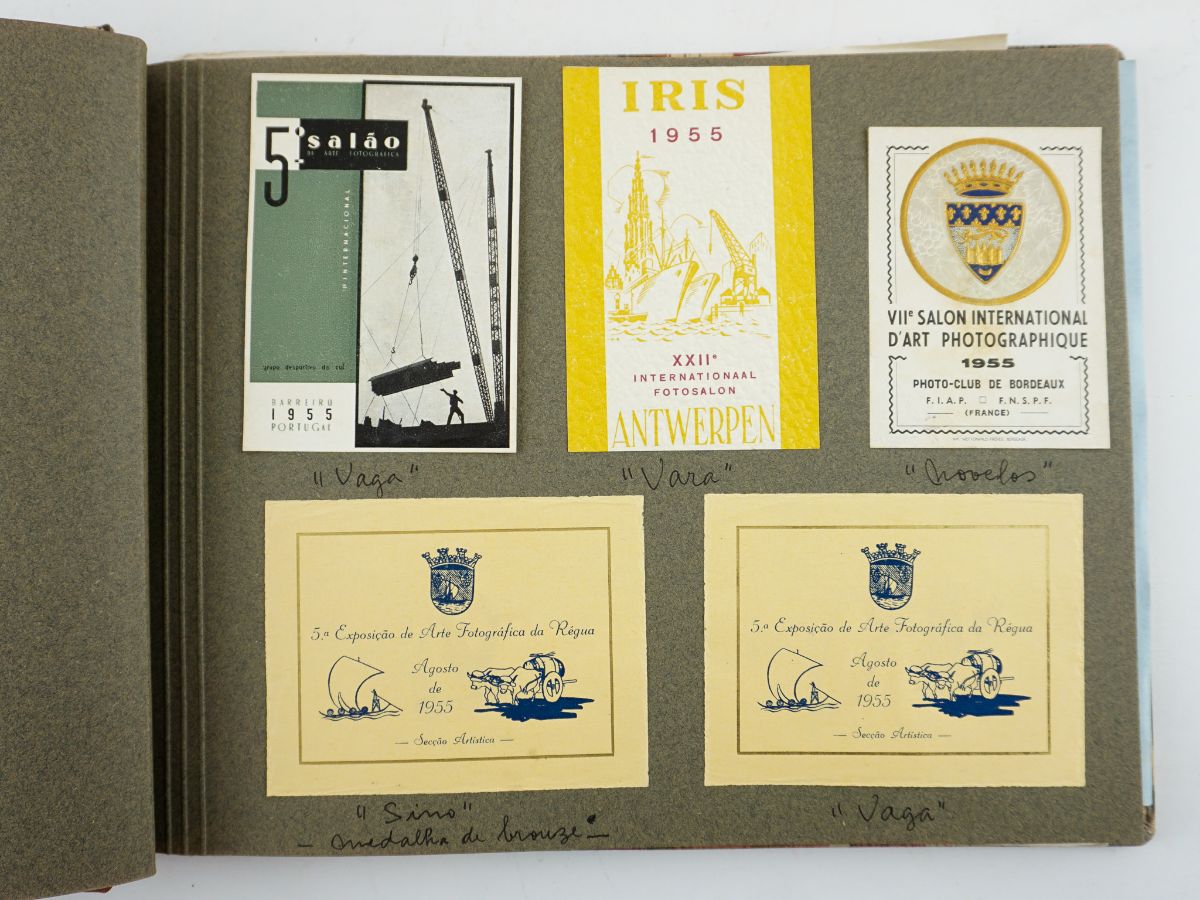 5º
salão
DE ARTE FOTOGRÁFICA
INTERNACIONAL
grupo desportivo da cuf
BARREIRO
1955
PORTUGAL
"Vaga"
IRIS
1955
XXIIe
INTERNATIONAAL
FOTOSALON
ANTWERPEN
"Vara"
VIIe SALON INTERNATIONAL
D'ART PHOTOGRAPHIQUE
1955
PHOTO-CLUB DE BORDEAUX
F.I.A.P. □ F.N.S.P.F.
(FRANCE)
"Novelos"
5.a Exposição de Arte Fotográfica da Régua
Agosto
de
1955
— Secção Artística —
"Sino"
- medalha de bronze -
5.a Exposição de Arte Fotográfica da Régua
Agosto
de
1955
— Secção Artística —
"Vaga"